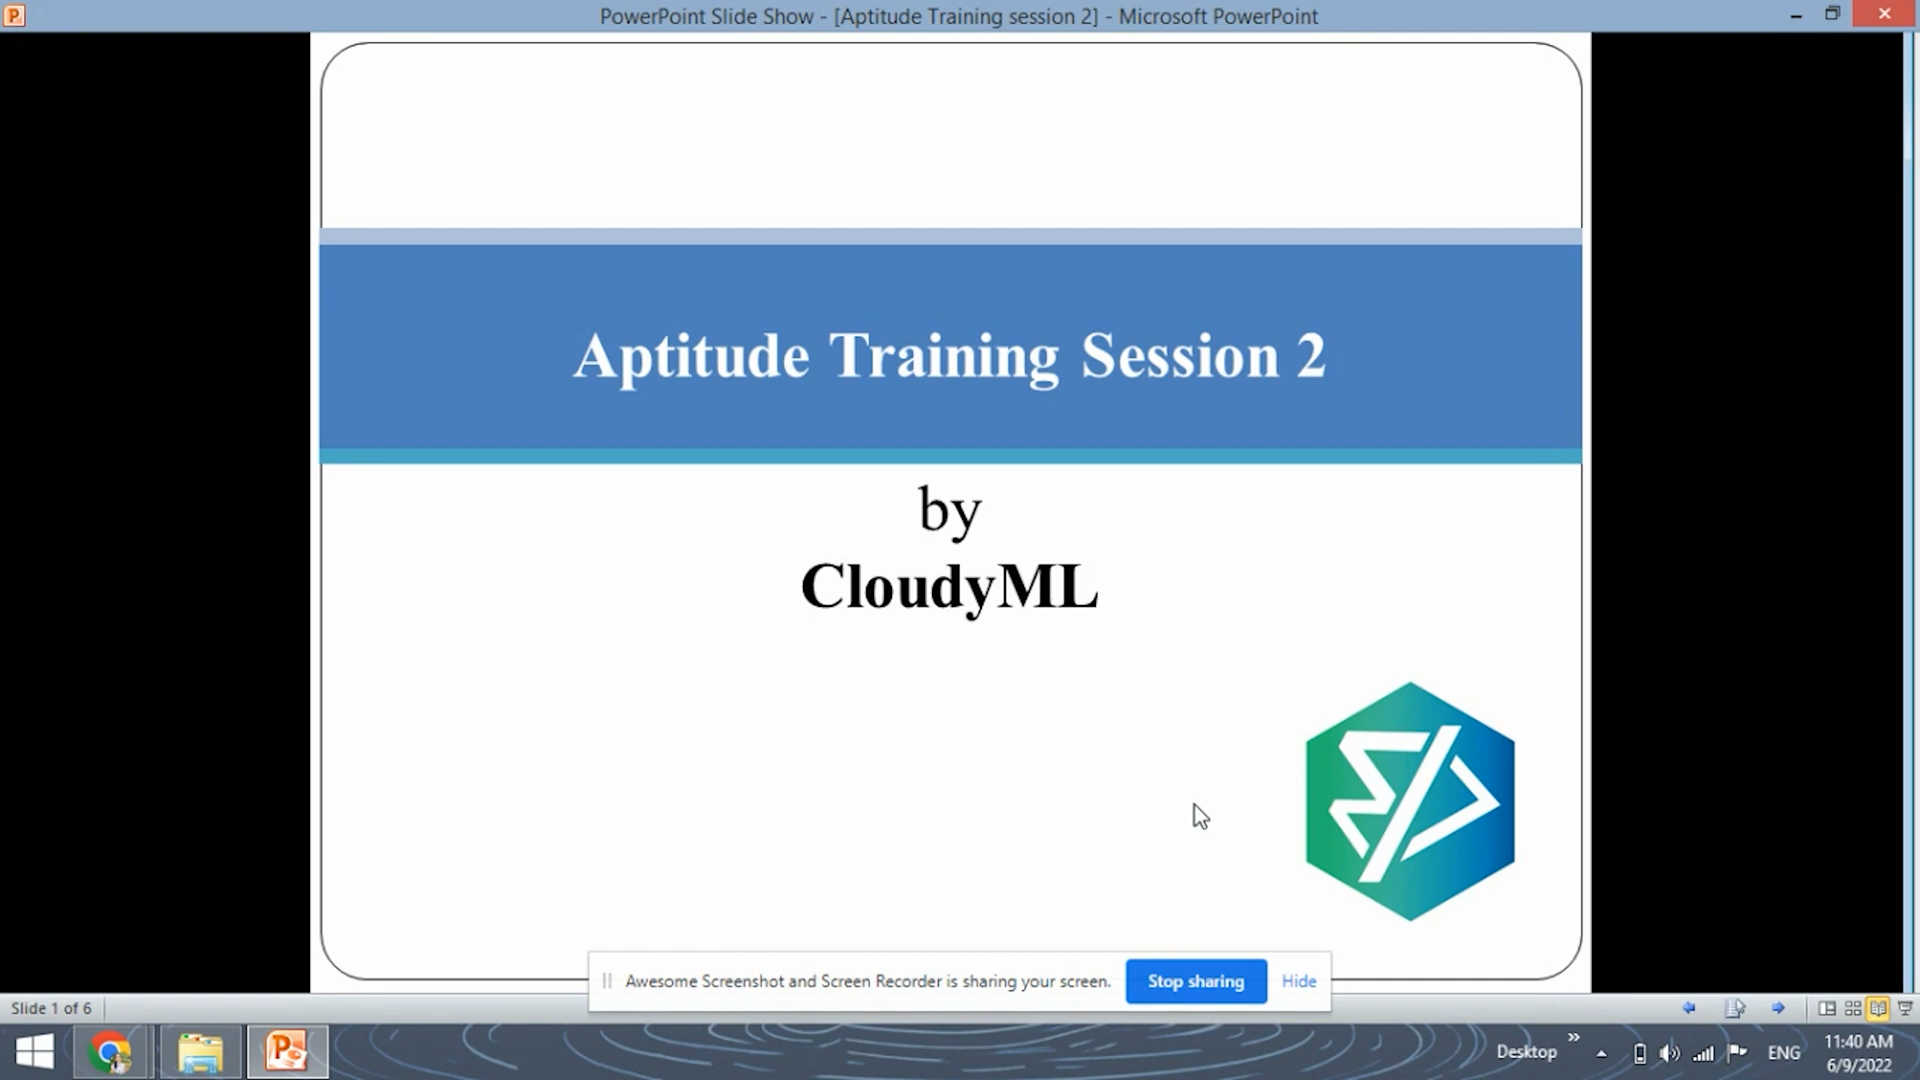 PowerPoint Slide Show - [Aptitude Training session 2] - Microsoft PowerPoint
Aptitude Training Session 2
by
CloudyML
Awesome Screenshot and Screen Recorder is sharing your screen. Stop sharing Hide
Slide 1 of 6
Desktop
ENG
11:40 AM
6/9/2022